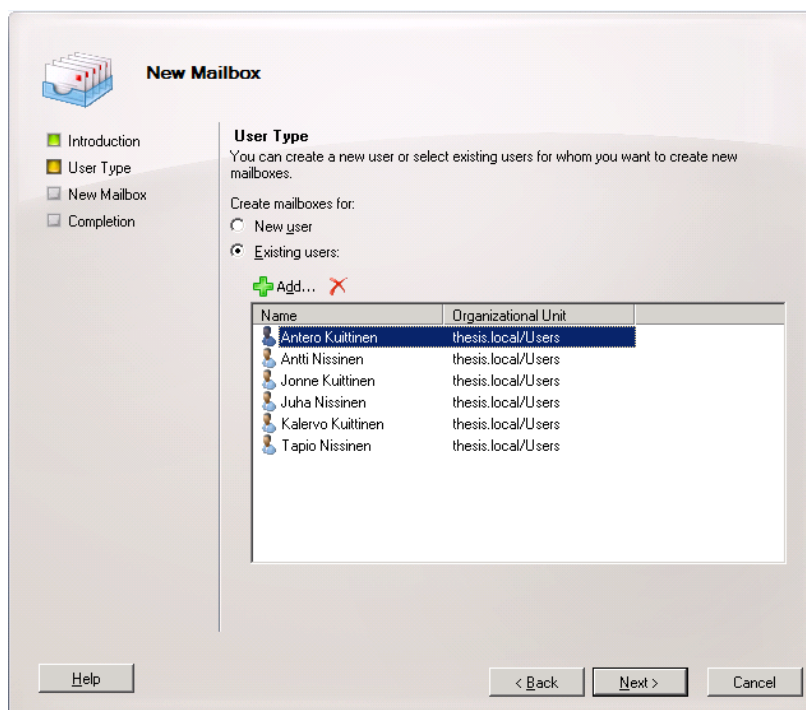 New Mailbox
Introduction
User Type
New Mailbox
Completion
User Type
You can create a new user or select existing users for whom you want to create new
mailboxes.
Create mailboxes for:
New user
Existing users:
Add...
Name Organizational Unit
Antero Kuittinen thesis.local/Users
Antti Nissinen thesis.local/Users
Jonne Kuittinen thesis.local/Users
Juha Nissinen thesis.local/Users
Kalervo Kuittinen thesis.local/Users
Tapio Nissinen thesis.local/Users
Help < Back Next > Cancel